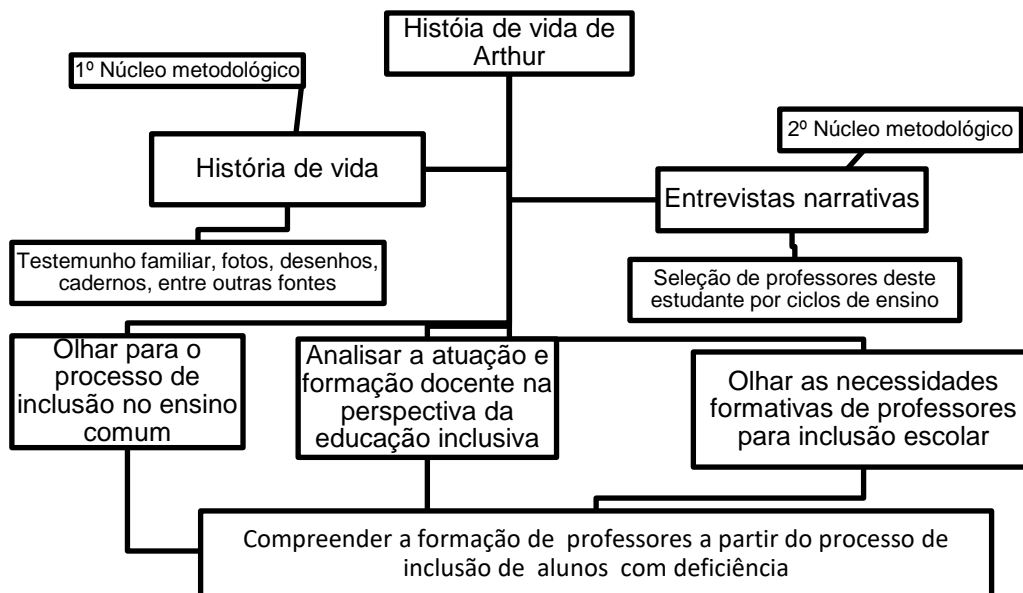 Históia de vida de
Arthur
1º Núcleo metodológico
2º Núcleo metodológico
História de vida
Entrevistas narrativas
Testemunho familiar, fotos, desenhos,
cadernos, entre outras fontes
Seleção de professores deste
estudante por ciclos de ensino
Olhar para o
processo de
inclusão no ensino
comum
Analisar a atuação e
formação docente na
perspectiva da
educação inclusiva
Olhar as necessidades
formativas de professores
para inclusão escolar
Compreender a formação de professores a partir do processo de
inclusão de alunos com deficiência